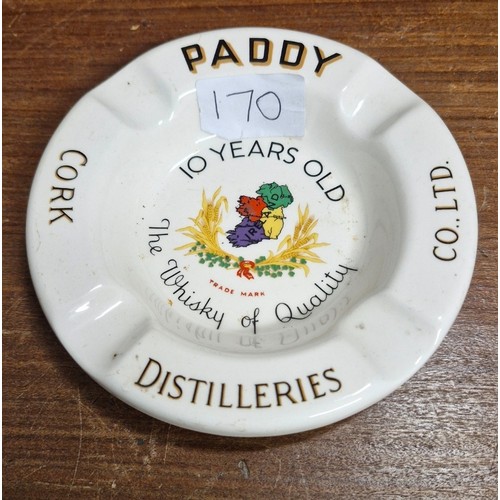 PADDY
170
10 YEARS OLD
CORK
CO., LTD.
TRADE MARK
The Whisky of Quality
DISTILLERIES